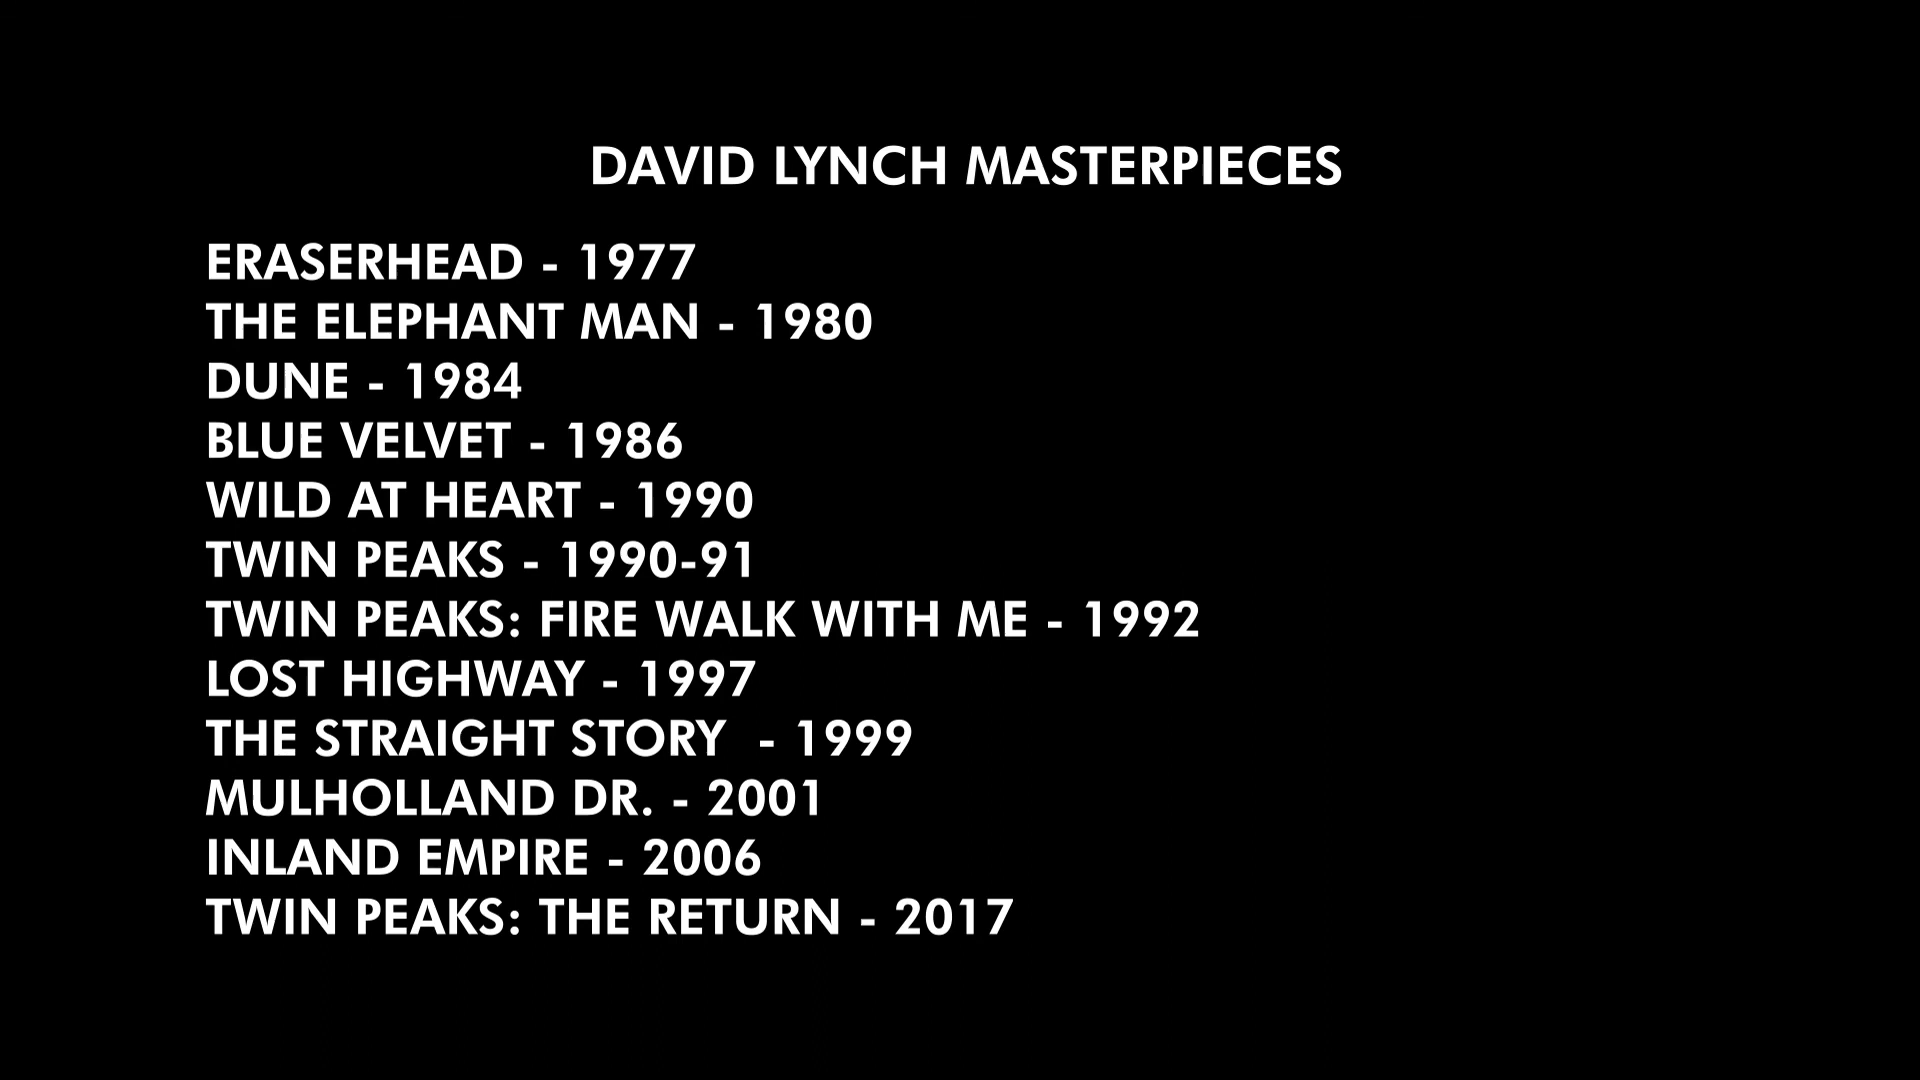 DAVID LYNCH MASTERPIECES
ERASERHEAD - 1977
THE ELEPHANT MAN - 1980
DUNE - 1984
BLUE VELVET - 1986
WILD AT HEART - 1990
TWIN PEAKS - 1990-91
TWIN PEAKS: FIRE WALK WITH ME - 1992
LOST HIGHWAY - 1997
THE STRAIGHT STORY  - 1999
MULHOLLAND DR. - 2001
INLAND EMPIRE - 2006
TWIN PEAKS: THE RETURN - 2017